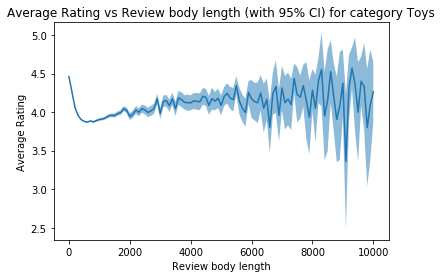 Average Rating vs Review body length (with 95% CI) for category Toys
5.0
4.5
4.0
3.5
3.0
2.5
Average Rating
0 2000 4000 6000 8000 10000
Review body length